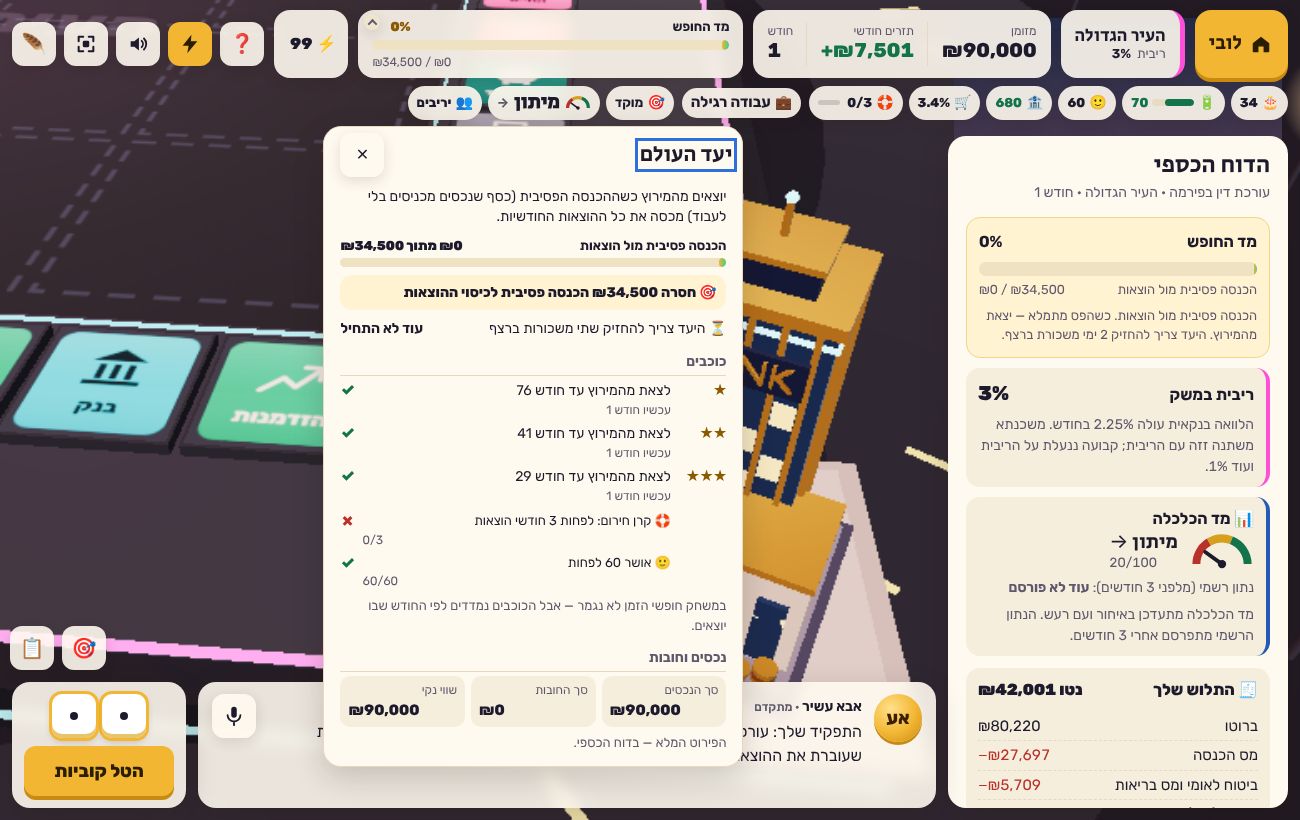 לובי
העיר הגדולה
ריבית 3%
מזומן
₪90,000
תזרים חודשי
+₪7,501
חודש
1
מד החופש
0%
₪34,500 / ₪0
99 ⚡
❓
34 🎂
70 🔋
60 🙂
680 🏦
3.4% 🛒
0/3 🛟
💼 עבודה רגילה
🎯 מוקד
מיתון →
👥 יריבים
הדוח הכספי
עורכת דין בפירמה • העיר הגדולה • חודש 1
מד החופש
0%
הכנסה פסיבית מול הוצאות
₪0 / ₪34,500
הכנסה פסיבית מול הוצאות. כשהפס מתמלא — יצאת
מהמירוץ. היעד צריך להחזיק 2 ימי משכורת ברצף.
ריבית במשק
3%
הלוואה בנקאית עולה 2.25% בחודש. משכנתא
משתנה זזה עם הריבית; קבועה ננעלת על הריבית
ועוד 1%.
📊 מד הכלכלה
מיתון →
20/100
נתון רשמי (מלפני 3 חודשים): עוד לא פורסם
מד הכלכלה מתעדכן באיחור ועם רעש. הנתון
הרשמי מתפרסם אחרי 3 חודשים.
🧾 התלוש שלך
נטו ₪42,001
ברוטו
₪80,220
מס הכנסה
−₪27,697
ביטוח לאומי ומס בריאות
−₪5,709
יעד העולם
✕
יוצאים מהמירוץ כשההכנסה הפסיבית (כסף שנכסים מכניסים בלי
לעבוד) מכסה את כל ההוצאות החודשיות.
הכנסה פסיבית מול הוצאות
₪0 מתוך ₪34,500
🎯 חסרה ₪34,500 הכנסה פסיבית לכיסוי ההוצאות
⏳ היעד צריך להחזיק שתי משכורות ברצף
עוד לא התחיל
כוכבים
★ לצאת מהמירוץ עד חודש 76 ✔
עכשיו חודש 1
★★ לצאת מהמירוץ עד חודש 41 ✔
עכשיו חודש 1
★★★ לצאת מהמירוץ עד חודש 29 ✔
עכשיו חודש 1
🛟 קרן חירום: לפחות 3 חודשי הוצאות ✖
0/3
🙂 אושר 60 לפחות ✔
60/60
במשחק חופשי הזמן לא נגמר — אבל הכוכבים נמדדים לפי החודש שבו
יוצאים.
נכסים וחובות
סך הנכסים
₪90,000
סך החובות
₪0
שווי נקי
₪90,000
הפירוט המלא — בדוח הכספי.
בנק
הזדמנות
NK
אע
אבא עשיר • מתקדם
התפקיד שלך:
שעוברת את
הטל קוביות